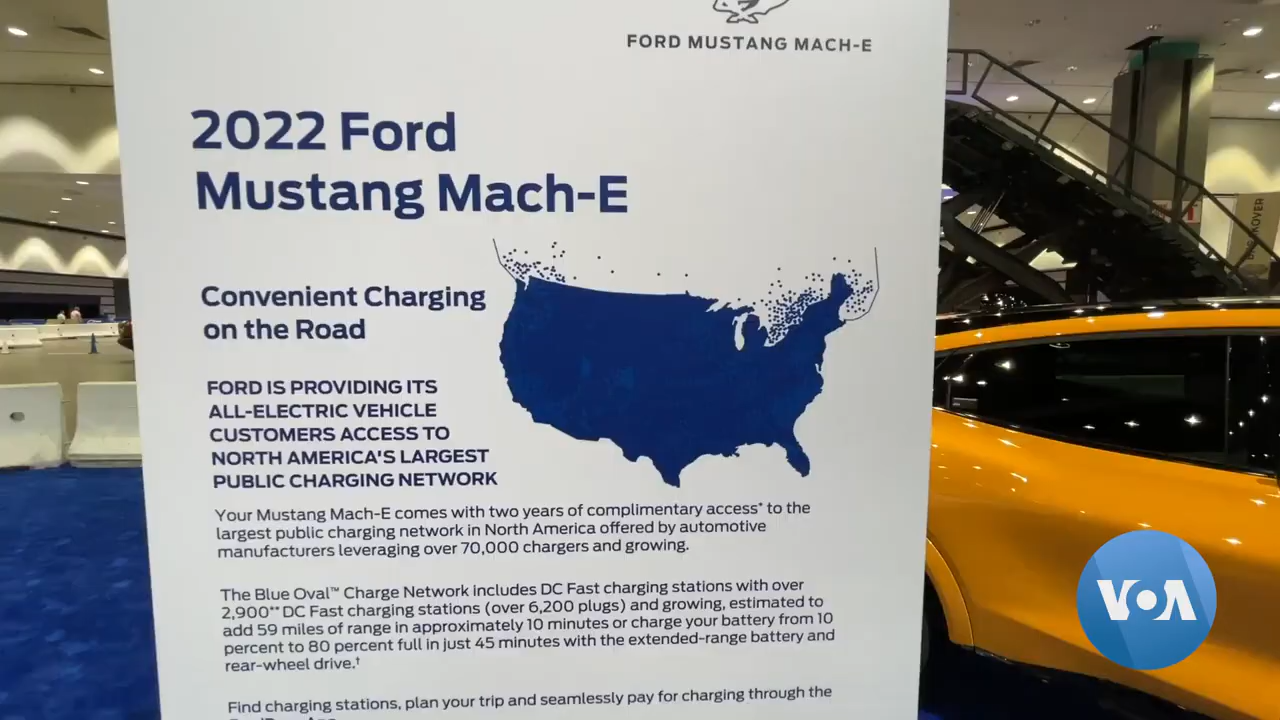 FORD MUSTANG MACH-E
2022 Ford
Mustang Mach-E
Convenient Charging
on the Road
FORD IS PROVIDING ITS
ALL-ELECTRIC VEHICLE
CUSTOMERS ACCESS TO
NORTH AMERICA'S LARGEST
PUBLIC CHARGING NETWORK
Your Mustang Mach-E comes with two years of complimentary access* to the
largest public charging network in North America offered by automotive
manufacturers leveraging over 70,000 chargers and growing.
The Blue Oval™ Charge Network includes DC Fast charging stations with over
2,900** DC Fast charging stations (over 6,200 plugs) and growing, estimated to
add 59 miles of range in approximately 10 minutes or charge your battery from 10
percent to 80 percent full in just 45 minutes with the extended-range battery and
rear-wheel drive.†
Find charging stations, plan your trip and seamlessly pay for charging through the
VOA